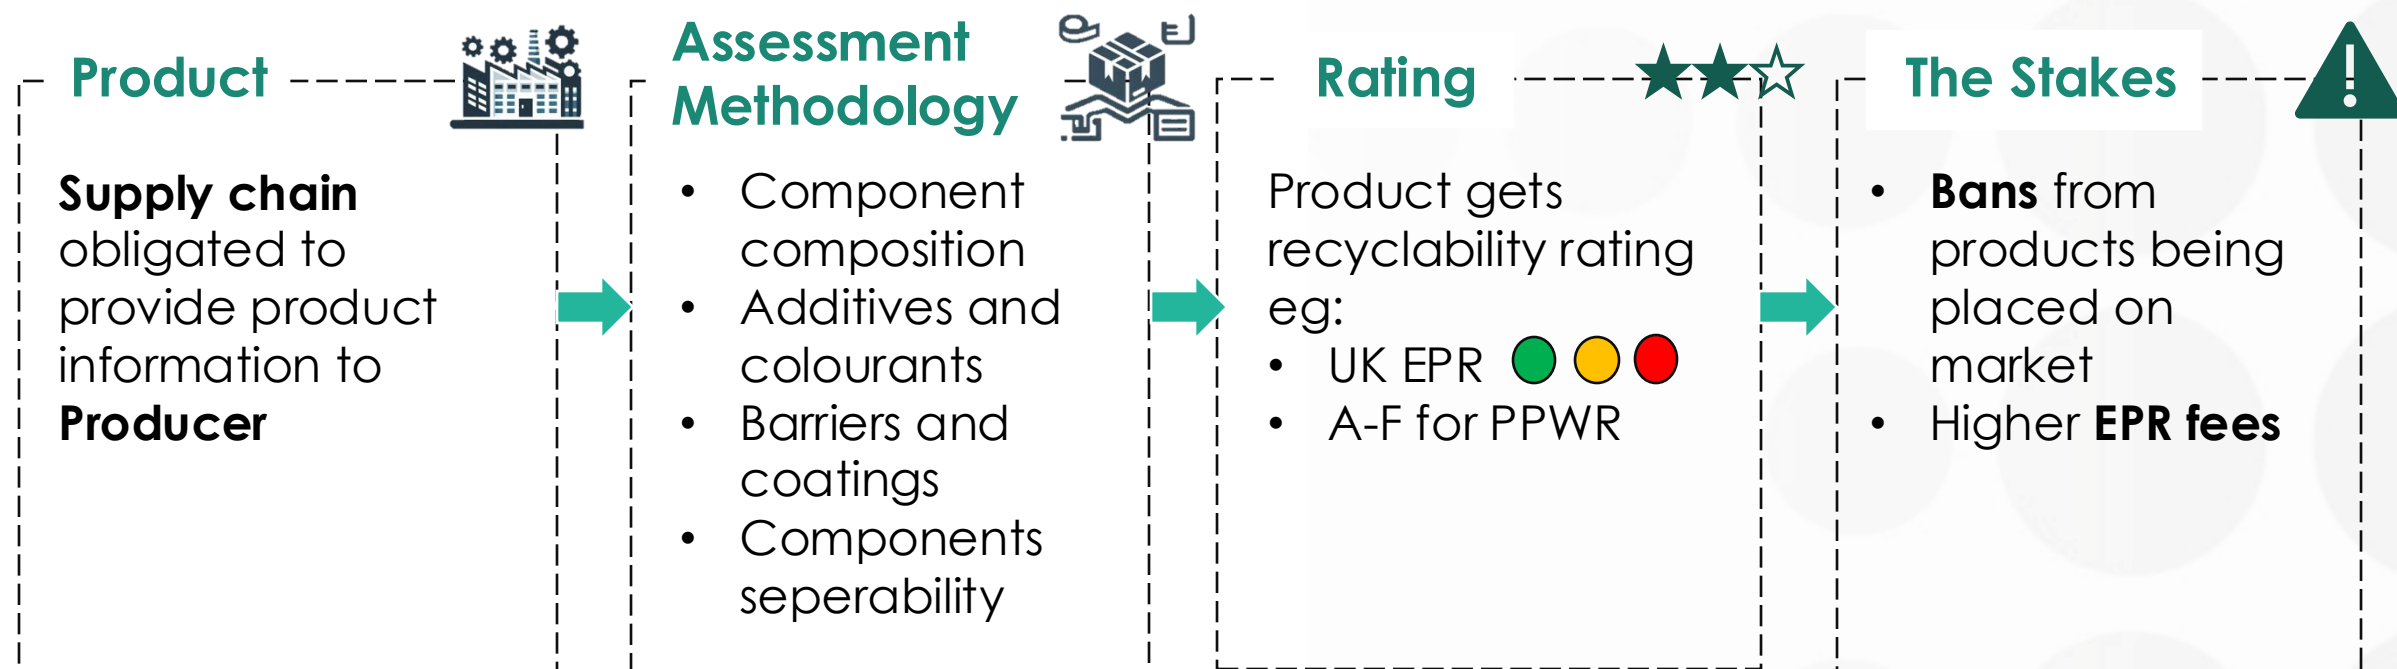 Product
Supply chain
obligated to
provide product
information to
Producer
Assessment
Methodology
• Component
composition
• Additives and
colourants
• Barriers and
coatings
• Components
seperability
Rating
Product gets
recyclability rating
eg:
• UK EPR
• A-F for PPWR
The Stakes
• Bans from
products being
placed on
market
• Higher EPR fees